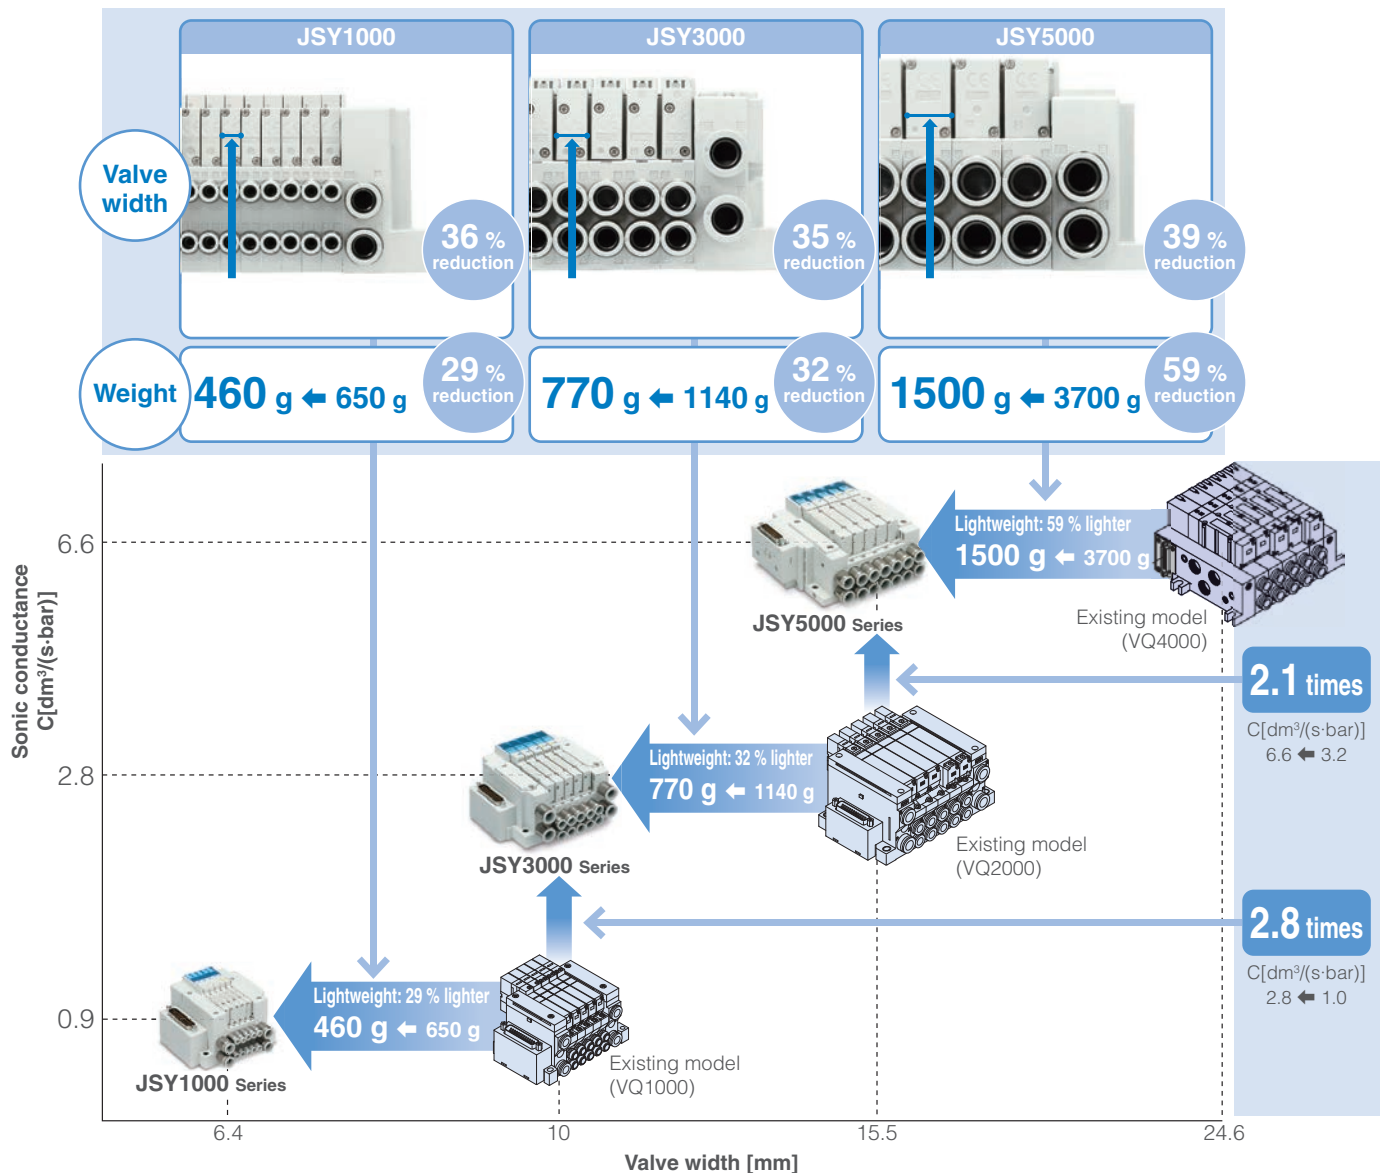 JSY1000
JSY3000
JSY5000
Valve
width
36 %
reduction
35 %
reduction
39 %
reduction
Weight
460 g ← 650 g
29 %
reduction
770 g ← 1140 g
32 %
reduction
1500 g ← 3700 g
59 %
reduction
Sonic conductance
C[dm³/(s·bar)]
6.6
2.8
0.9
Lightweight: 59 % lighter
1500 g ← 3700 g
JSY5000 Series
Existing model
(VQ4000)
2.1 times
C[dm³/(s·bar)]
6.6 ← 3.2
Lightweight: 32 % lighter
770 g ← 1140 g
JSY3000 Series
Existing model
(VQ2000)
2.8 times
C[dm³/(s·bar)]
2.8 ← 1.0
Lightweight: 29 % lighter
460 g ← 650 g
JSY1000 Series
Existing model
(VQ1000)
6.4
10
15.5
24.6
Valve width [mm]